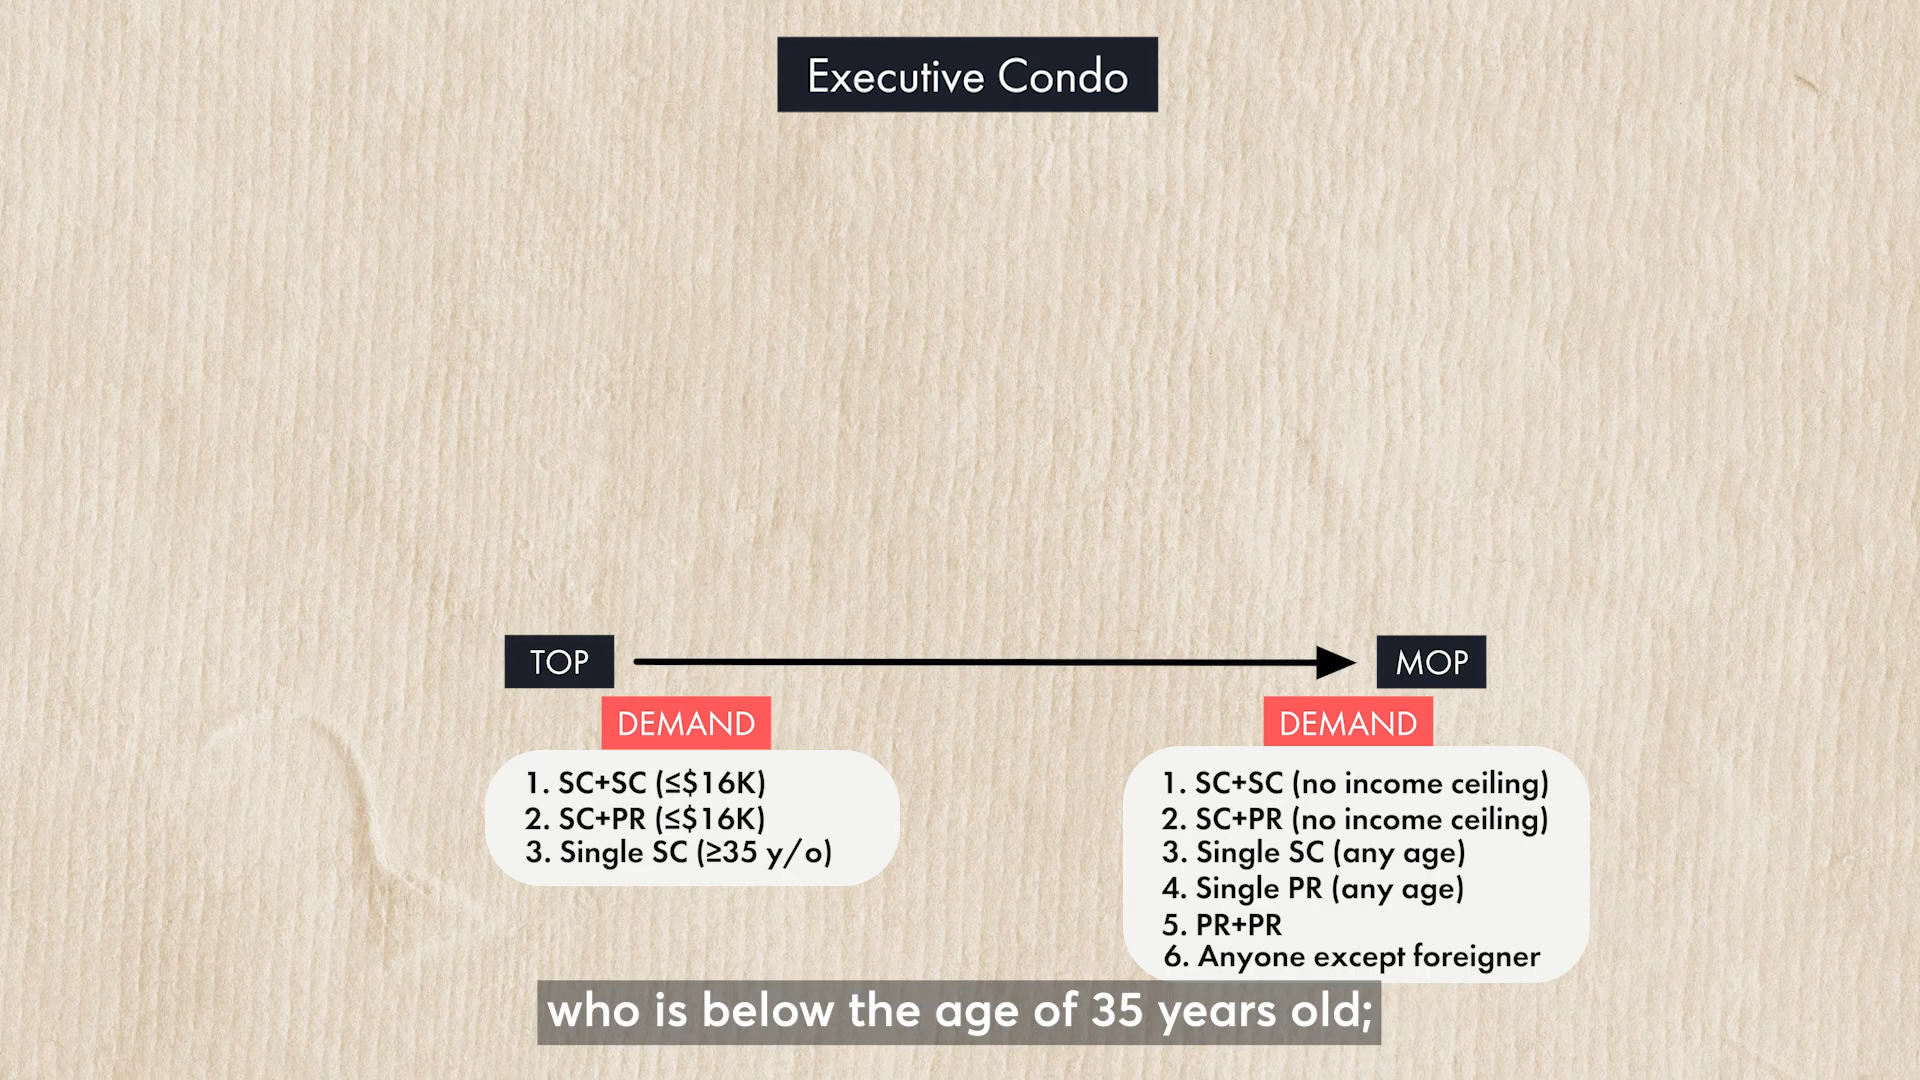 Executive Condo
TOP
MOP
DEMAND
1. SC+SC (≤$16K)
2. SC+PR (≤$16K)
3. Single SC (≥35 y/o)
DEMAND
1. SC+SC (no income ceiling)
2. SC+PR (no income ceiling)
3. Single SC (any age)
4. Single PR (any age)
5. PR+PR
6. Anyone except foreigner
who is below the age of 35 years old;